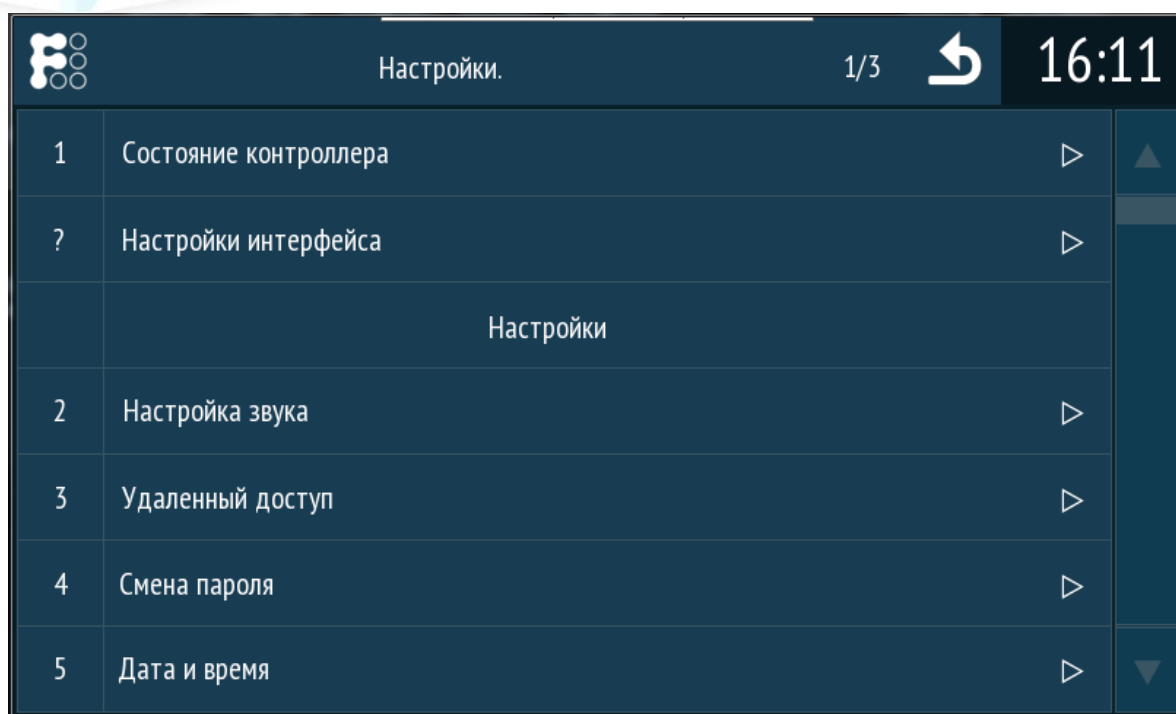 Настройки. 1/3 16:11
1 Состояние контроллера
? Настройки интерфейса
Настройки
2 Настройка звука
3 Удаленный доступ
4 Смена пароля
5 Дата и время